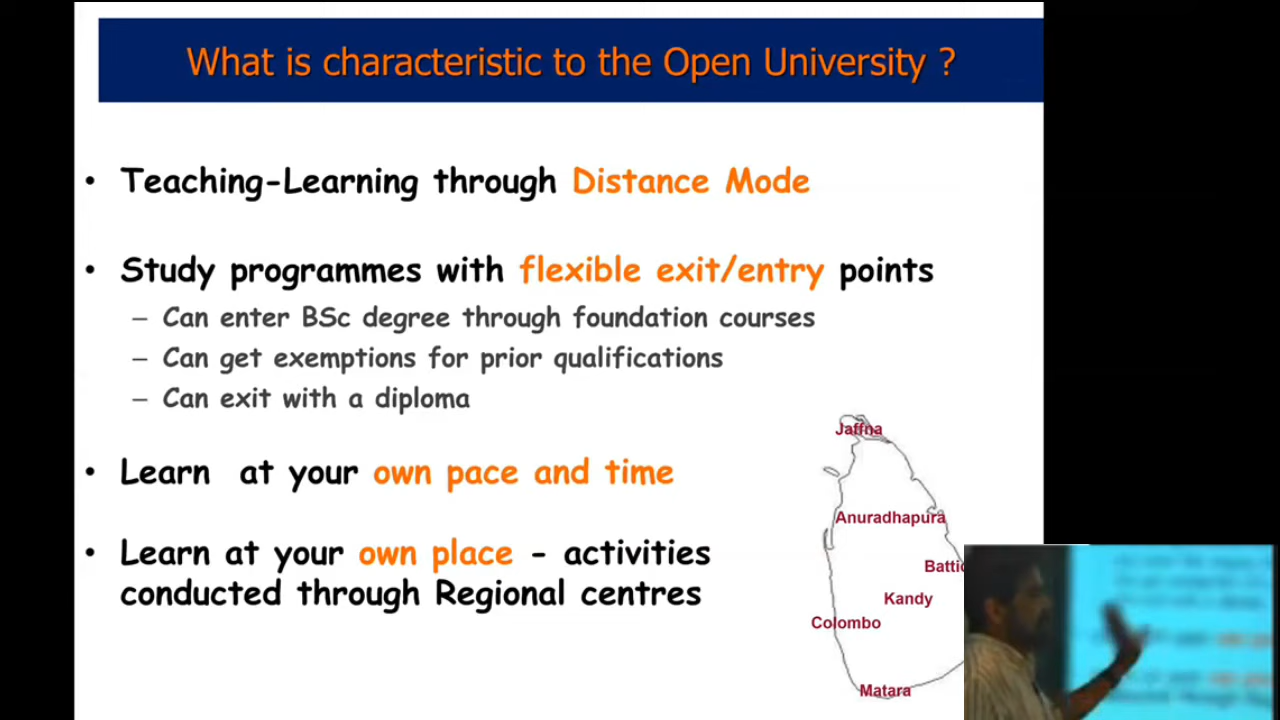 What is characteristic to the Open University ?
• Teaching-Learning through Distance Mode
• Study programmes with flexible exit/entry points
– Can enter BSc degree through foundation courses
– Can get exemptions for prior qualifications
– Can exit with a diploma
• Learn at your own pace and time
• Learn at your own place - activities
conducted through Regional centres
Jaffna
Anuradhapura
Battic
Kandy
Colombo
Matara